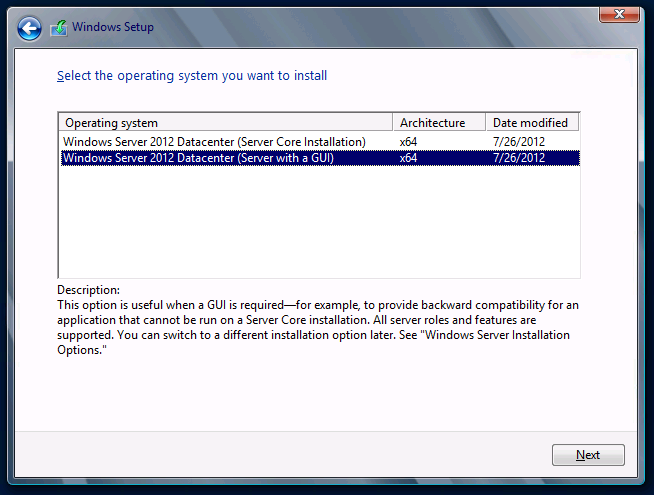 Windows Setup
Select the operating system you want to install
Operating system Architecture Date modified
Windows Server 2012 Datacenter (Server Core Installation) x64 7/26/2012
Windows Server 2012 Datacenter (Server with a GUI) x64 7/26/2012
Description:
This option is useful when a GUI is required—for example, to provide backward compatibility for an
application that cannot be run on a Server Core installation. All server roles and features are
supported. You can switch to a different installation option later. See "Windows Server Installation
Options."
Next